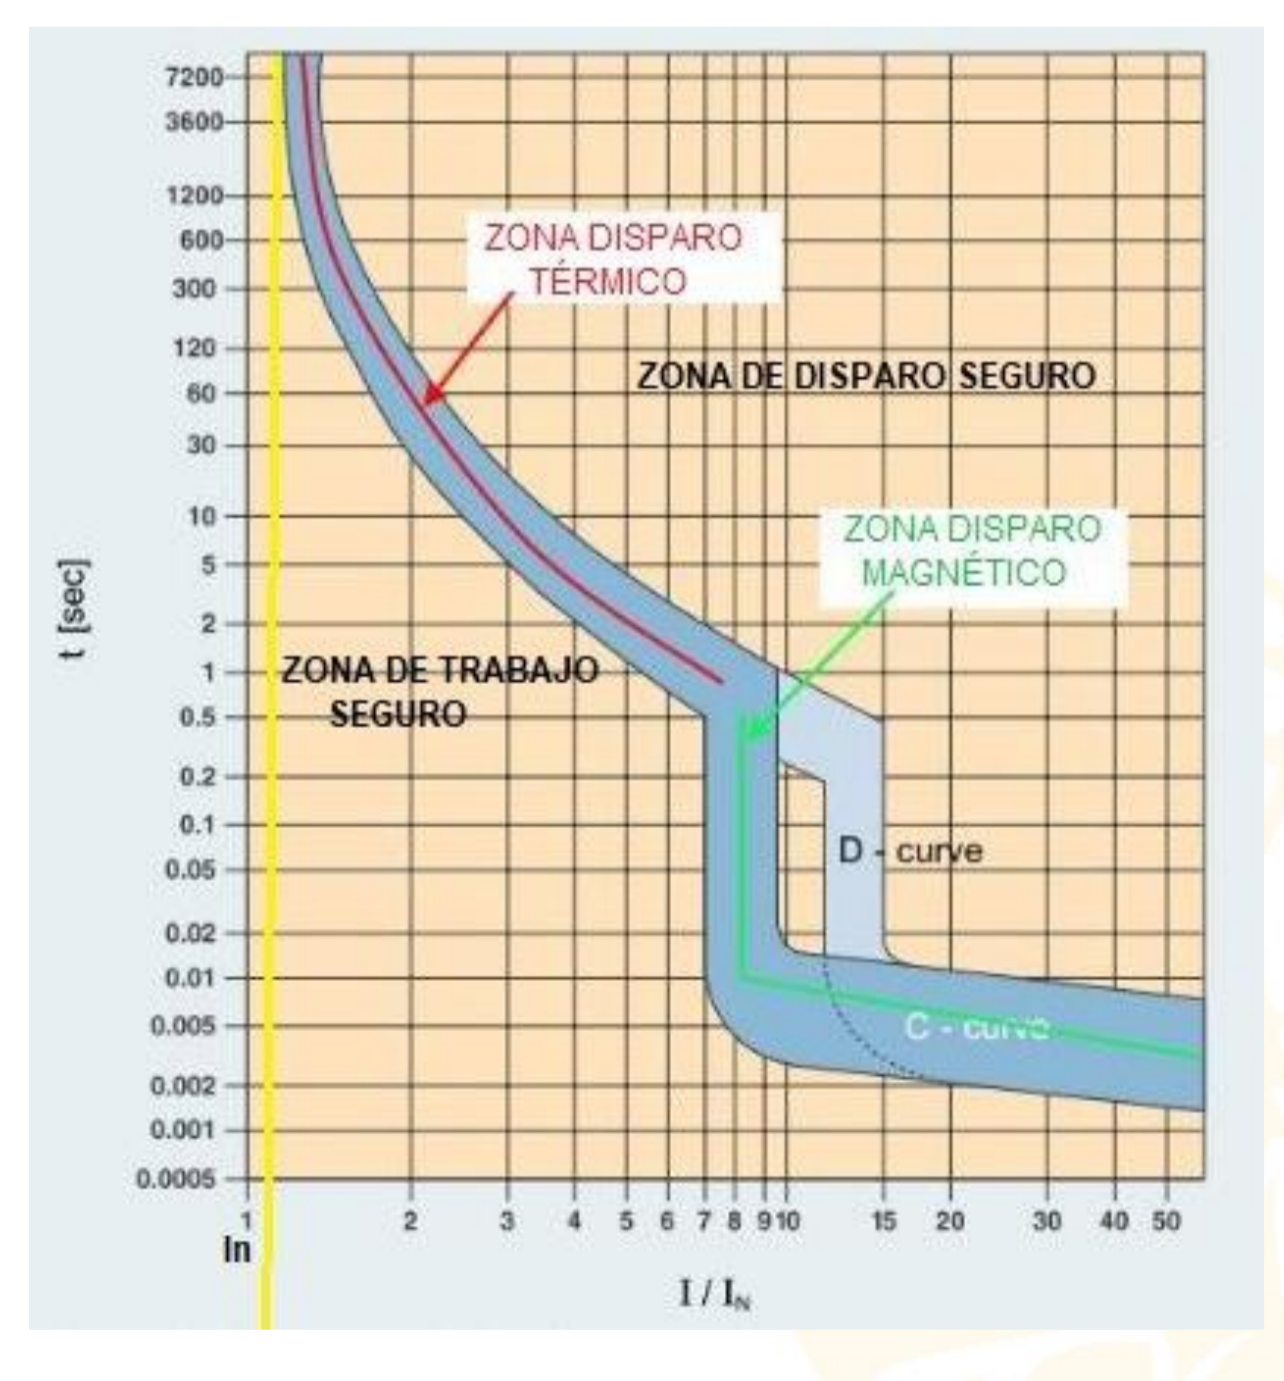 7200
3600
1200
600
300
120
60
30
10
5
2
1
0.5
0.2
0.1
0.05
0.02
0.01
0.005
0.002
0.001
0.0005
t [sec]
ZONA DISPARO
TÉRMICO
ZONA DE DISPARO SEGURO
ZONA DISPARO
MAGNÉTICO
ZONA DE TRABAJO
SEGURO
D - curve
C - curve
1 2 3 4 5 6 7 8 9 10 15 20 30 40 50
In
I / IN